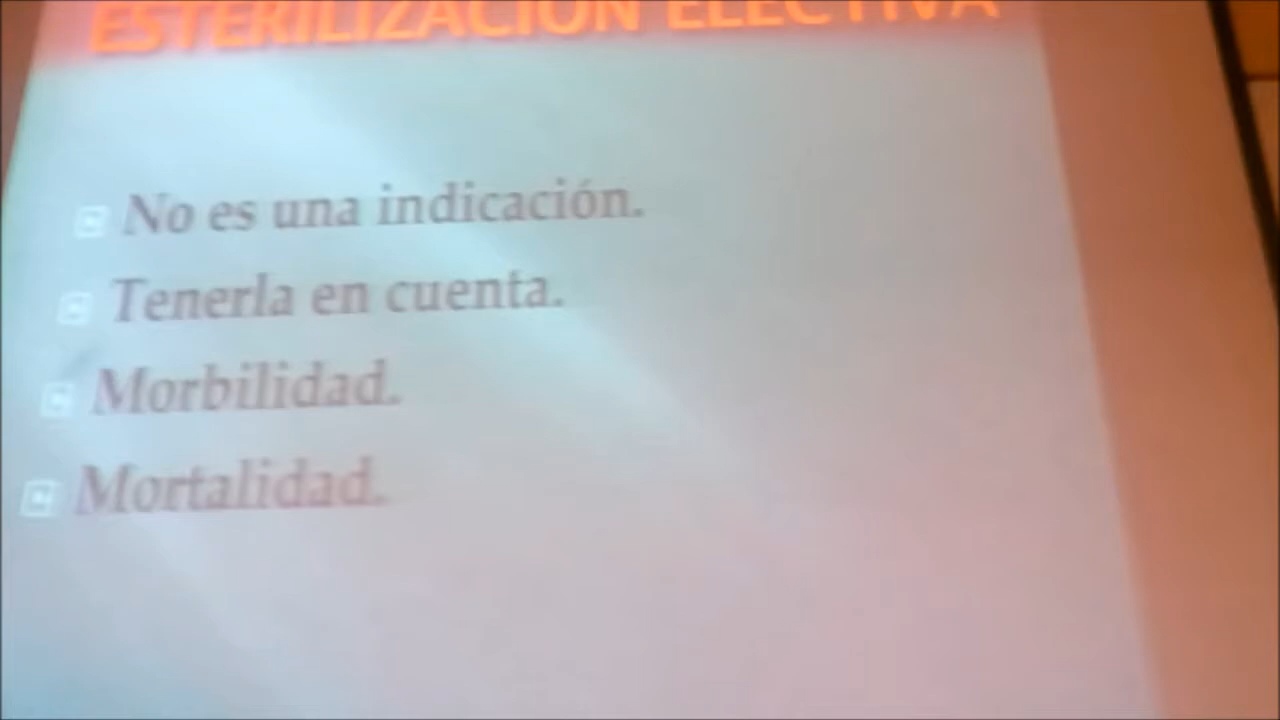 ESTERILIZACIÓN ELECTIVA
No es una indicación.
Tenerla en cuenta.
Morbilidad.
Mortalidad.